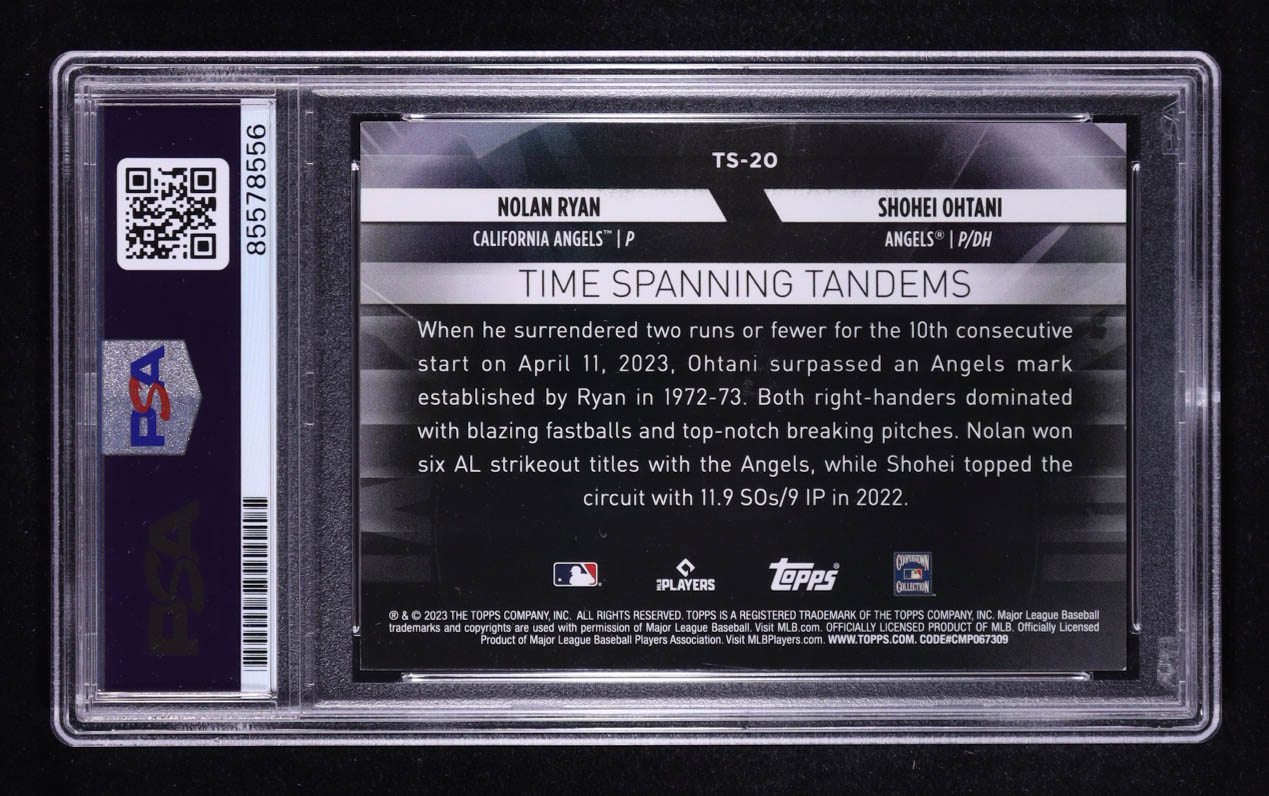 85578556
PSA
PSA
PSA
TS-20
NOLAN RYAN
CALIFORNIA ANGELS™ | P
SHOHEI OHTANI
ANGELS® | P/DH
TIME SPANNING TANDEMS
When he surrendered two runs or fewer for the 10th consecutive
start on April 11, 2023, Ohtani surpassed an Angels mark
established by Ryan in 1972-73. Both right-handers dominated
with blazing fastballs and top-notch breaking pitches. Nolan won
six AL strikeout titles with the Angels, while Shohei topped the
circuit with 11.9 SOs/9 IP in 2022.
MLB PLAYERS
Topps®
COOPERSTOWN
COLLECTION
® & © 2023 THE TOPPS COMPANY, INC. ALL RIGHTS RESERVED. TOPPS IS A REGISTERED TRADEMARK OF THE TOPPS COMPANY, INC. Major League Baseball
trademarks and copyrights are used with permission of Major League Baseball. Visit MLB.com. OFFICIALLY LICENSED PRODUCT OF MLB. Officially Licensed
Product of Major League Baseball Players Association. Visit MLBPlayers.com. WWW.TOPPS.COM. CODE#CMP067309